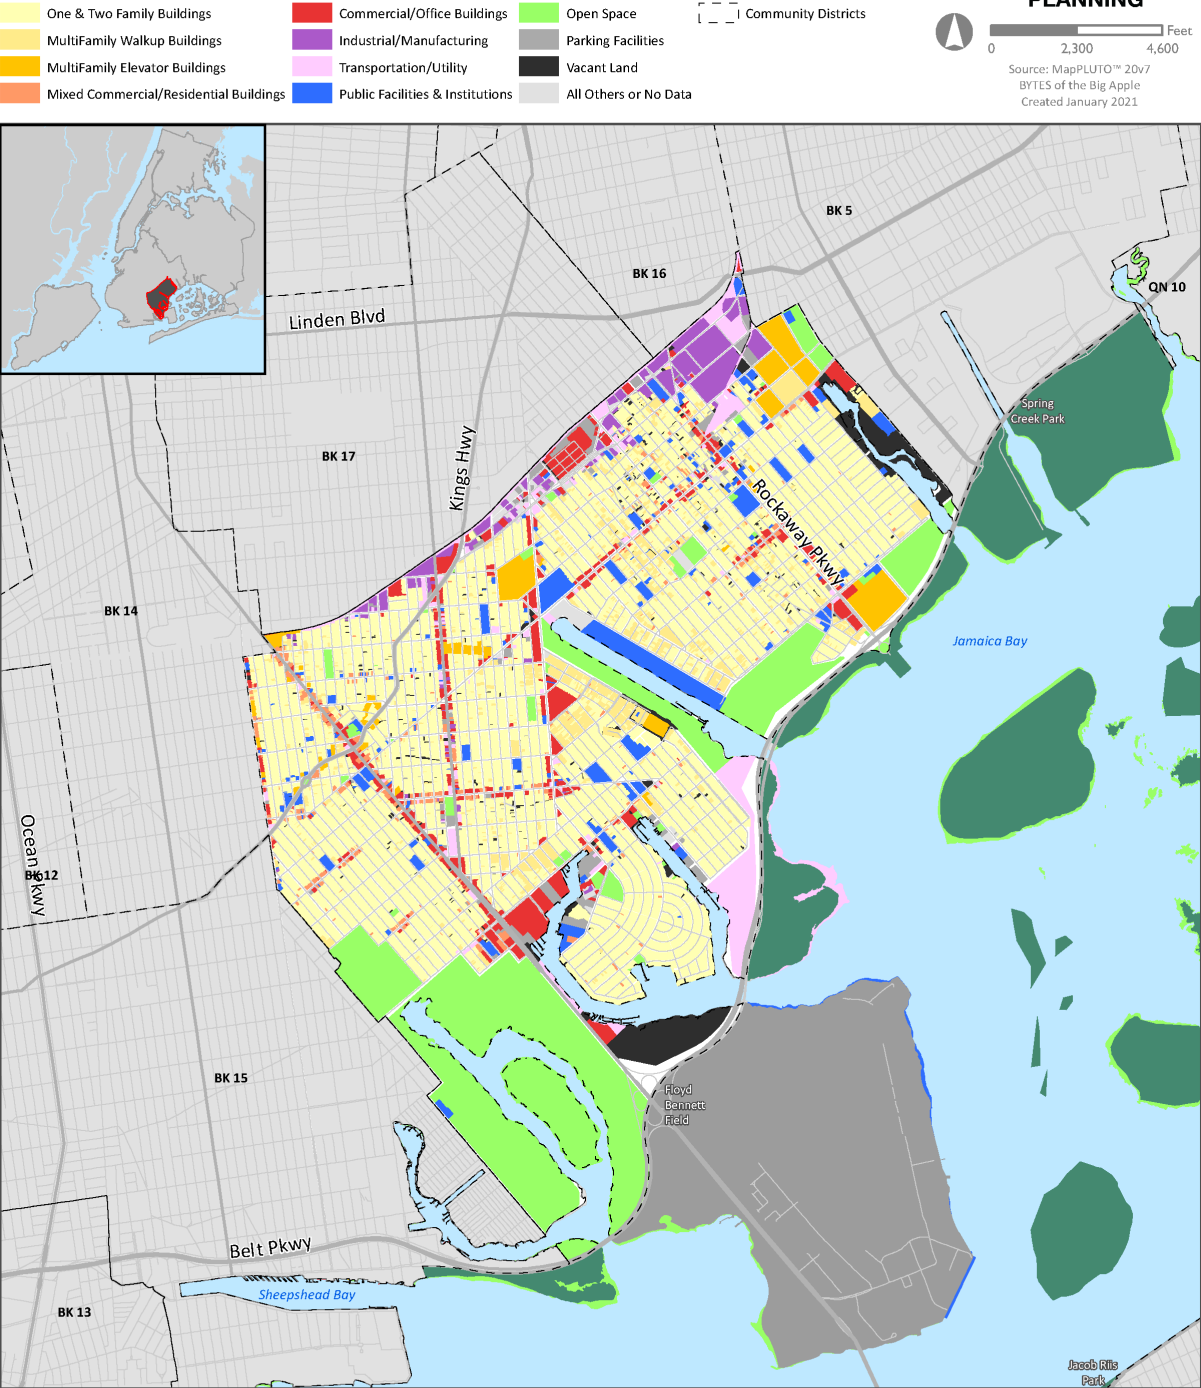 PLANNING
One & Two Family Buildings
MultiFamily Walkup Buildings
MultiFamily Elevator Buildings
Mixed Commercial/Residential Buildings
Commercial/Office Buildings
Industrial/Manufacturing
Transportation/Utility
Public Facilities & Institutions
Open Space
Parking Facilities
Vacant Land
All Others or No Data
Community Districts
Feet
0 2,300 4,600
Source: MapPLUTO™ 20v7
BYTES of the Big Apple
Created January 2021
BK 5
BK 16
QN 10
Linden Blvd
Spring
Creek Park
BK 17
Kings Hwy
Rockaway Pkwy
BK 14
Jamaica Bay
Ocean Pkwy
BK 12
BK 15
Floyd
Bennett
Field
Belt Pkwy
Sheepshead Bay
BK 13
Jacob Riis
Park